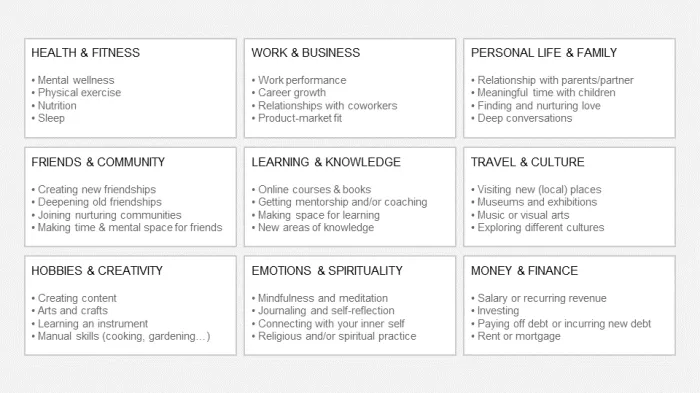 HEALTH & FITNESS
• Mental wellness
• Physical exercise
• Nutrition
• Sleep
WORK & BUSINESS
• Work performance
• Career growth
• Relationships with coworkers
• Product-market fit
PERSONAL LIFE & FAMILY
• Relationship with parents/partner
• Meaningful time with children
• Finding and nurturing love
• Deep conversations
FRIENDS & COMMUNITY
• Creating new friendships
• Deepening old friendships
• Joining nurturing communities
• Making time & mental space for friends
LEARNING & KNOWLEDGE
• Online courses & books
• Getting mentorship and/or coaching
• Making space for learning
• New areas of knowledge
TRAVEL & CULTURE
• Visiting new (local) places
• Museums and exhibitions
• Music or visual arts
• Exploring different cultures
HOBBIES & CREATIVITY
• Creating content
• Arts and crafts
• Learning an instrument
• Manual skills (cooking, gardening…)
EMOTIONS & SPIRITUALITY
• Mindfulness and meditation
• Journaling and self-reflection
• Connecting with your inner self
• Religious and/or spiritual practice
MONEY & FINANCE
• Salary or recurring revenue
• Investing
• Paying off debt or incurring new debt
• Rent or mortgage